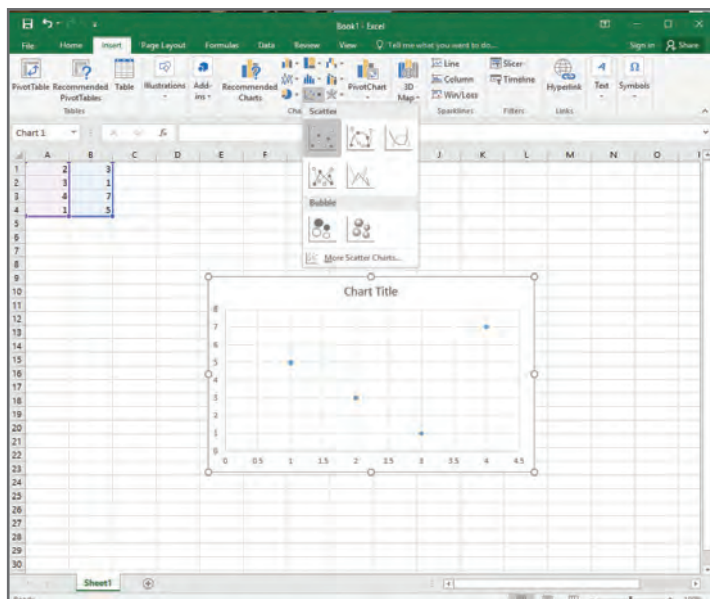 Book1 - Excel
File Home Insert Page Layout Formulas Data Review View Tell me what you want to do... Sign in Share
PivotTable Recommended PivotTables Table Illustrations Add-ins Recommended Charts PivotChart 3D Map Line Column Win/Loss Slicer Timeline Hyperlink Text Symbols
Tables Sparklines Filters Links
Chart 1 fx
Scatter
Bubble
More Scatter Charts...
A B C D E F J K L M N O
1 2 3
2 3 1
3 4 7
4 1 5
5
6
7
8
9
10
11
12
13
14
15
16
17
18
19
20
21
22
23
24
25
26
27
28
29
30
Chart Title
8
7
6
5
4
3
2
1
0
0 0.5 1 1.5 2 2.5 3 3.5 4 4.5
Sheet1